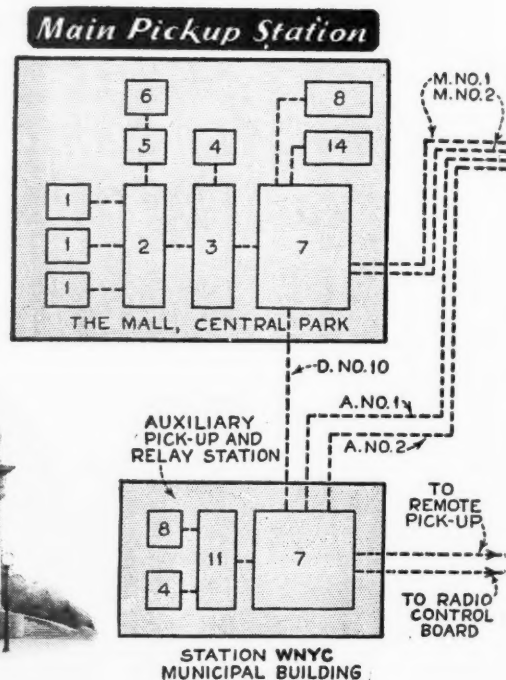 Main Pickup Station
6
8
5
4
14
1
1
1
2
3
7
THE MALL, CENTRAL PARK
M.NO.1
M.NO.2
D.NO.10
A.NO.1
A.NO.2
AUXILIARY
PICK-UP AND
RELAY STATION
8
4
11
7
TO
REMOTE
PICK-UP
TO RADIO
CONTROL
BOARD
STATION WNYC
MUNICIPAL BUILDING